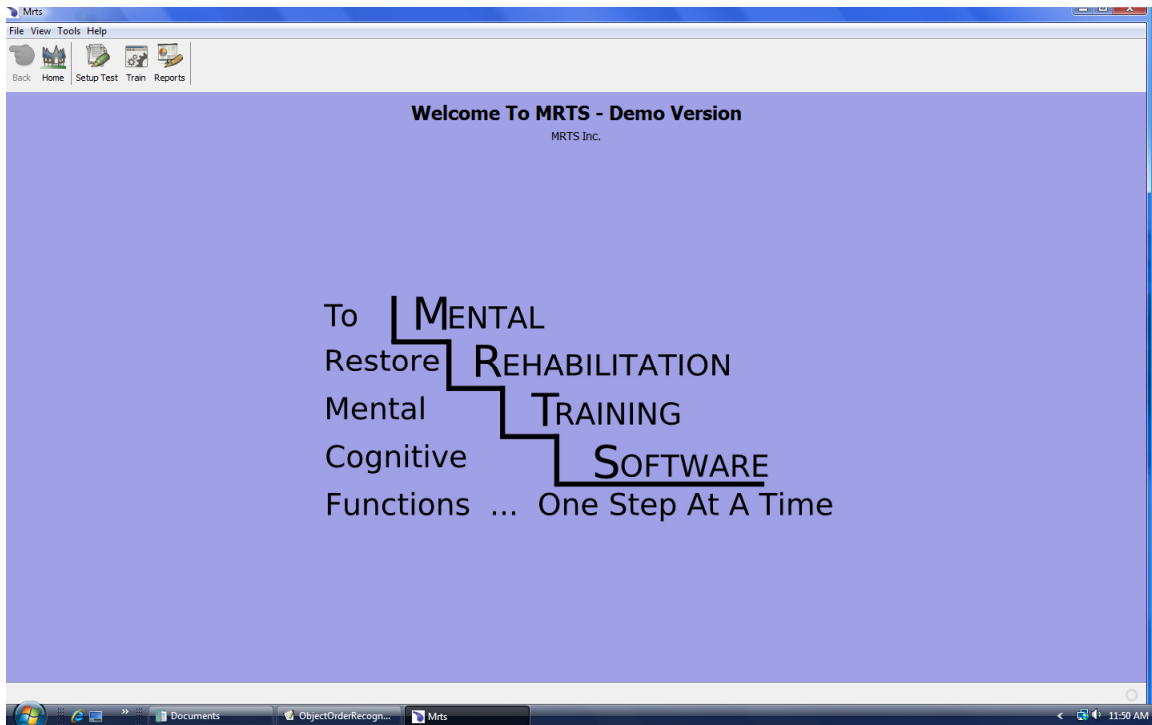 Mrts
File View Tools Help
Back Home Setup Test Train Reports
Welcome To MRTS - Demo Version
MRTS Inc.
To MENTAL
Restore REHABILITATION
Mental TRAINING
Cognitive SOFTWARE
Functions ... One Step At A Time
Documents ObjectOrderRecogn... Mrts 11:50 AM